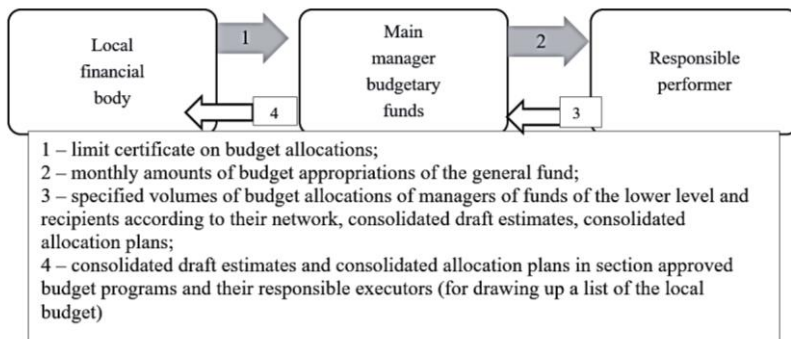 Local
financial
body
1
Main
manager
budgetary
funds
2
Responsible
performer
4
3
1 – limit certificate on budget allocations;
2 – monthly amounts of budget appropriations of the general fund;
3 – specified volumes of budget allocations of managers of funds of the lower level and
recipients according to their network, consolidated draft estimates, consolidated
allocation plans;
4 – consolidated draft estimates and consolidated allocation plans in section approved
budget programs and their responsible executors (for drawing up a list of the local
budget)